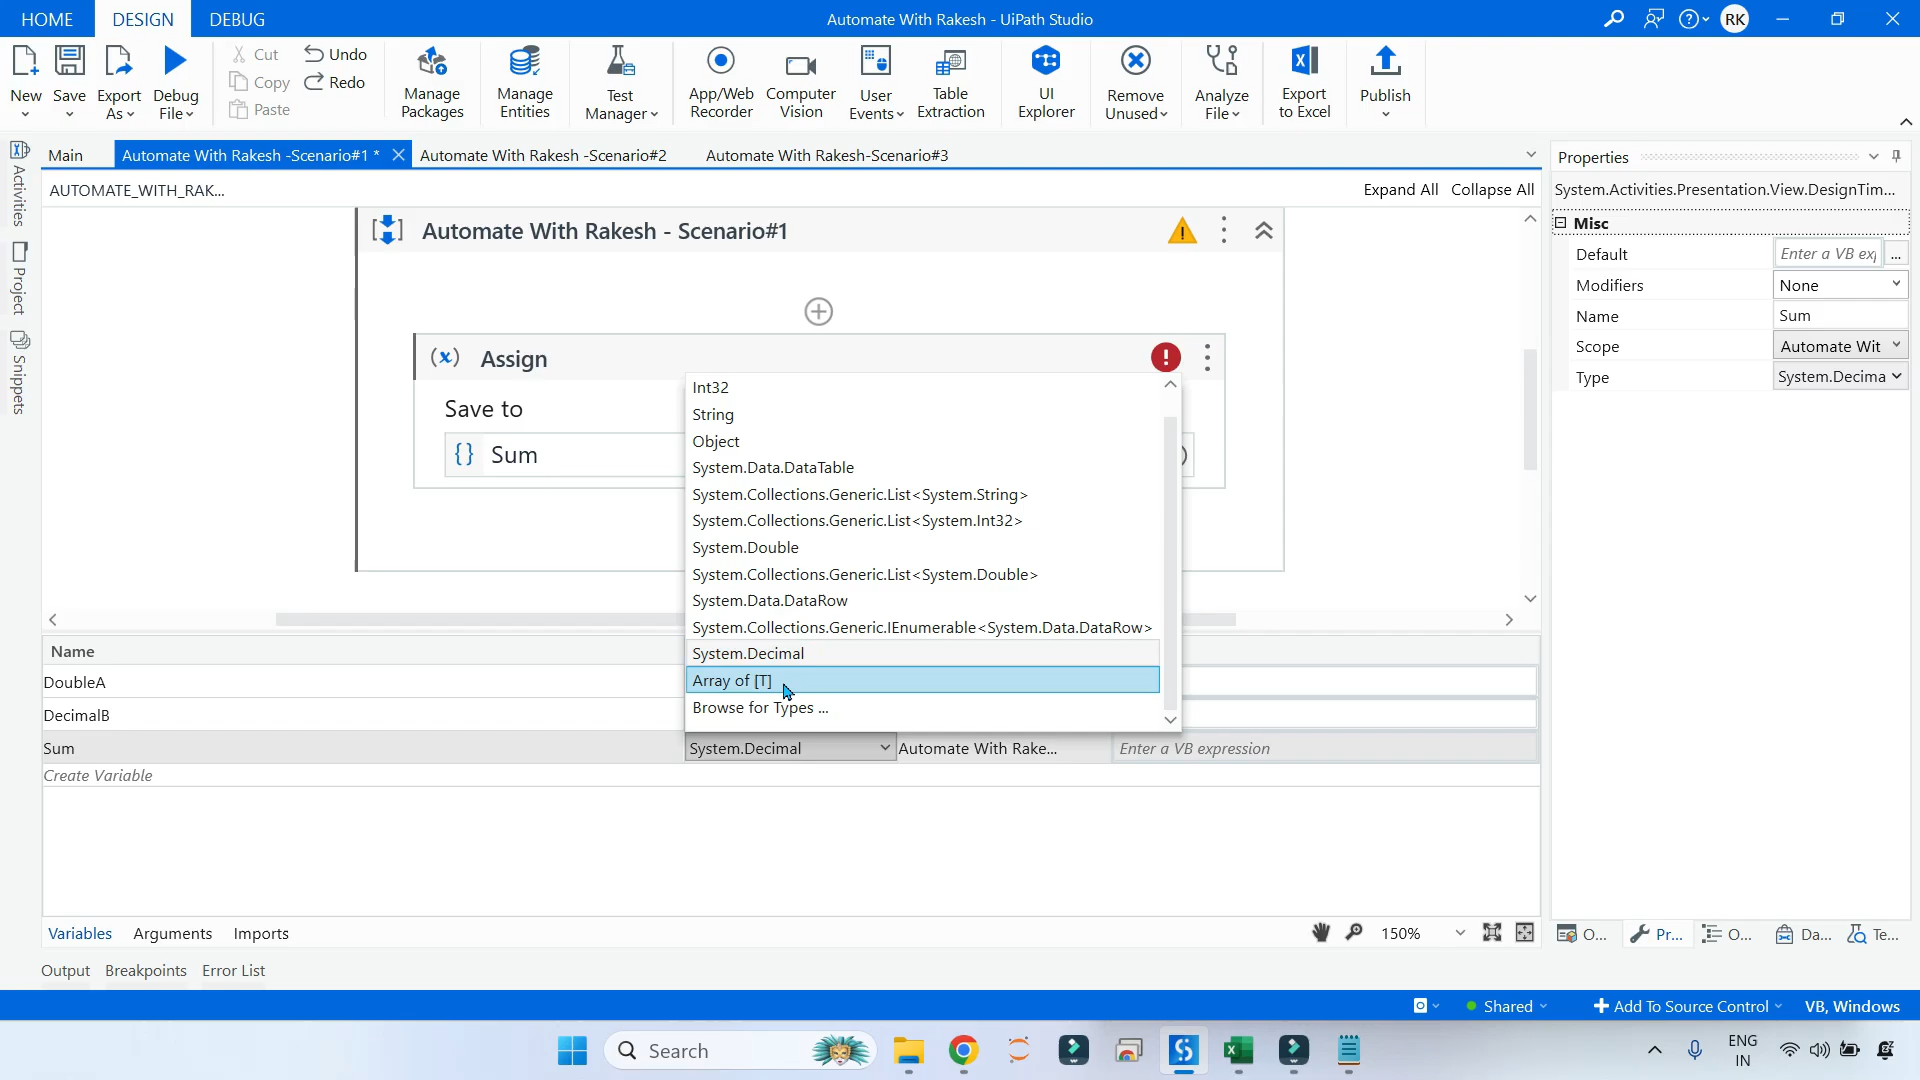 HOME DESIGN DEBUG Automate With Rakesh - UiPath Studio RK
New Save Export As Debug File Cut Copy Paste Undo Redo Manage Packages Manage Entities Test Manager App/Web Recorder Computer Vision User Events Table Extraction UI Explorer Remove Unused Analyze File Export to Excel Publish
Main Automate With Rakesh -Scenario#1 * Automate With Rakesh -Scenario#2 Automate With Rakesh-Scenario#3
AUTOMATE_WITH_RAK... Expand All Collapse All
Activities
Project
Snippets
Automate With Rakesh - Scenario#1
Assign
Save to
Sum
Int32
String
Object
System.Data.DataTable
System.Collections.Generic.List<System.String>
System.Collections.Generic.List<System.Int32>
System.Double
System.Collections.Generic.List<System.Double>
System.Data.DataRow
System.Collections.Generic.IEnumerable<System.Data.DataRow>
System.Decimal
Array of [T]
Browse for Types ...
Name
DoubleA
DecimalB
Sum System.Decimal Automate With Rake... Enter a VB expression
Create Variable
Variables Arguments Imports 150%
Output Breakpoints Error List
Properties
System.Activities.Presentation.View.DesignTim...
Misc
Default Enter a VB exp ...
Modifiers None
Name Sum
Scope Automate Wit
Type System.Decima
O... Pr... O... Da... Te...
Shared Add To Source Control VB, Windows
Search
ENG
IN